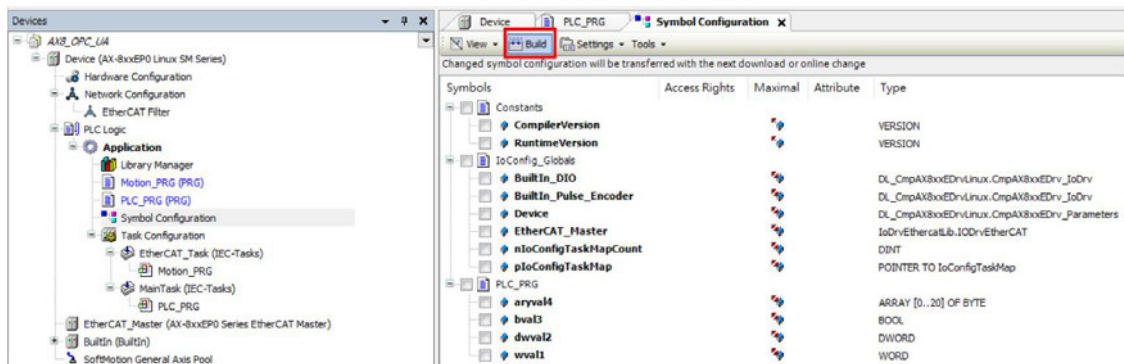 Devices
AX8_OPC_UA
Device (AX-8xxEP0 Linux SM Series)
Hardware Configuration
Network Configuration
EtherCAT Filter
PLC Logic
Application
Library Manager
Motion_PRG (PRG)
PLC_PRG (PRG)
Symbol Configuration
Task Configuration
EtherCAT_Task (IEC-Tasks)
Motion_PRG
MainTask (IEC-Tasks)
PLC_PRG
EtherCAT_Master (AX-8xxEP0 Series EtherCAT Master)
BuiltIn (BuiltIn)
SoftMotion General Axis Pool
Device PLC_PRG Symbol Configuration
View Build Settings Tools
Changed symbol configuration will be transferred with the next download or online change
Symbols Access Rights Maximal Attribute Type
Constants
CompilerVersion VERSION
RuntimeVersion VERSION
IoConfig_Globals
BuiltIn_DIO DL_CmpAX8xxEDrvLinux.CmpAX8xxEDrv_IoDrv
BuiltIn_Pulse_Encoder DL_CmpAX8xxEDrvLinux.CmpAX8xxEDrv_IoDrv
Device DL_CmpAX8xxEDrvLinux.CmpAX8xxEDrv_Parameters
EtherCAT_Master IoDrvEthercatLib.IODrvEtherCAT
nIoConfigTaskMapCount DINT
pIoConfigTaskMap POINTER TO IoConfigTaskMap
PLC_PRG
aryval4 ARRAY [0..20] OF BYTE
bval3 BOOL
dwval2 DWORD
wval1 WORD